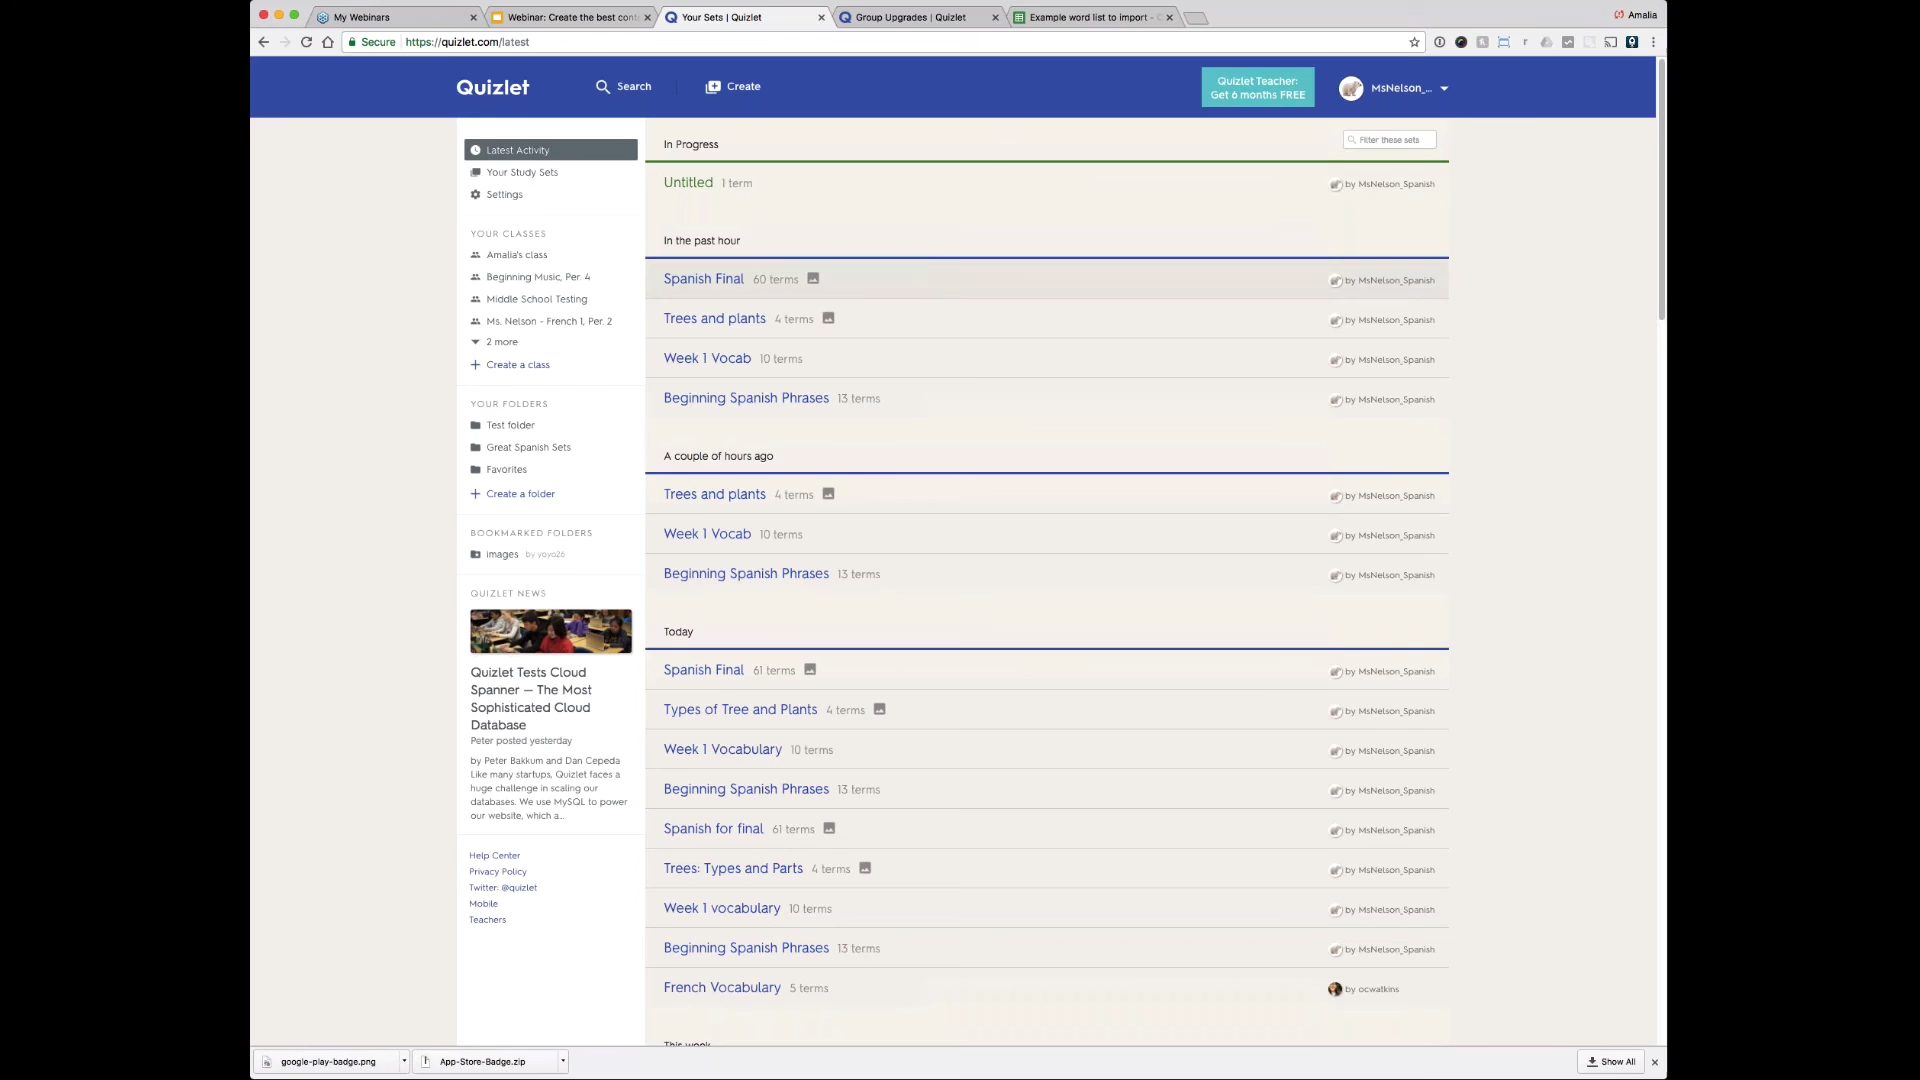 My Webinars
Webinar: Create the best cont
Your Sets | Quizlet
Group Upgrades | Quizlet
Example word list to import -
Amalia
Secure https://quizlet.com/latest
Quizlet
Search
Create
Quizlet Teacher:
Get 6 months FREE
MsNelson_...
Latest Activity
Your Study Sets
Settings
YOUR CLASSES
Amalia's class
Beginning Music, Per. 4
Middle School Testing
Ms. Nelson - French 1, Per. 2
2 more
+ Create a class
YOUR FOLDERS
Test folder
Great Spanish Sets
Favorites
+ Create a folder
BOOKMARKED FOLDERS
images by yoyo26
QUIZLET NEWS
Quizlet Tests Cloud
Spanner — The Most
Sophisticated Cloud
Database
Peter posted yesterday
by Peter Bakkum and Dan Cepeda
Like many startups, Quizlet faces a
huge challenge in scaling our
databases. We use MySQL to power
our website, which a...
Help Center
Privacy Policy
Twitter: @quizlet
Mobile
Teachers
In Progress
Filter these sets
Untitled 1 term by MsNelson_Spanish
In the past hour
Spanish Final 60 terms by MsNelson_Spanish
Trees and plants 4 terms by MsNelson_Spanish
Week 1 Vocab 10 terms by MsNelson_Spanish
Beginning Spanish Phrases 13 terms by MsNelson_Spanish
A couple of hours ago
Trees and plants 4 terms by MsNelson_Spanish
Week 1 Vocab 10 terms by MsNelson_Spanish
Beginning Spanish Phrases 13 terms by MsNelson_Spanish
Today
Spanish Final 61 terms by MsNelson_Spanish
Types of Tree and Plants 4 terms by MsNelson_Spanish
Week 1 Vocabulary 10 terms by MsNelson_Spanish
Beginning Spanish Phrases 13 terms by MsNelson_Spanish
Spanish for final 61 terms by MsNelson_Spanish
Trees: Types and Parts 4 terms by MsNelson_Spanish
Week 1 vocabulary 10 terms by MsNelson_Spanish
Beginning Spanish Phrases 13 terms by MsNelson_Spanish
French Vocabulary 5 terms by ocwatkins
This week
google-play-badge.png
App-Store-Badge.zip
Show All